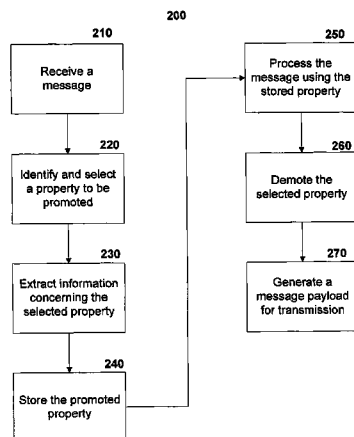 200
210
Receive a
message
220
Identify and select
a property to be
promoted
230
Extract information
concerning the
selected property
240
Store the promoted
property
250
Process the
message using the
stored property
260
Demote the
selected property
270
Generate a
message payload
for transmission